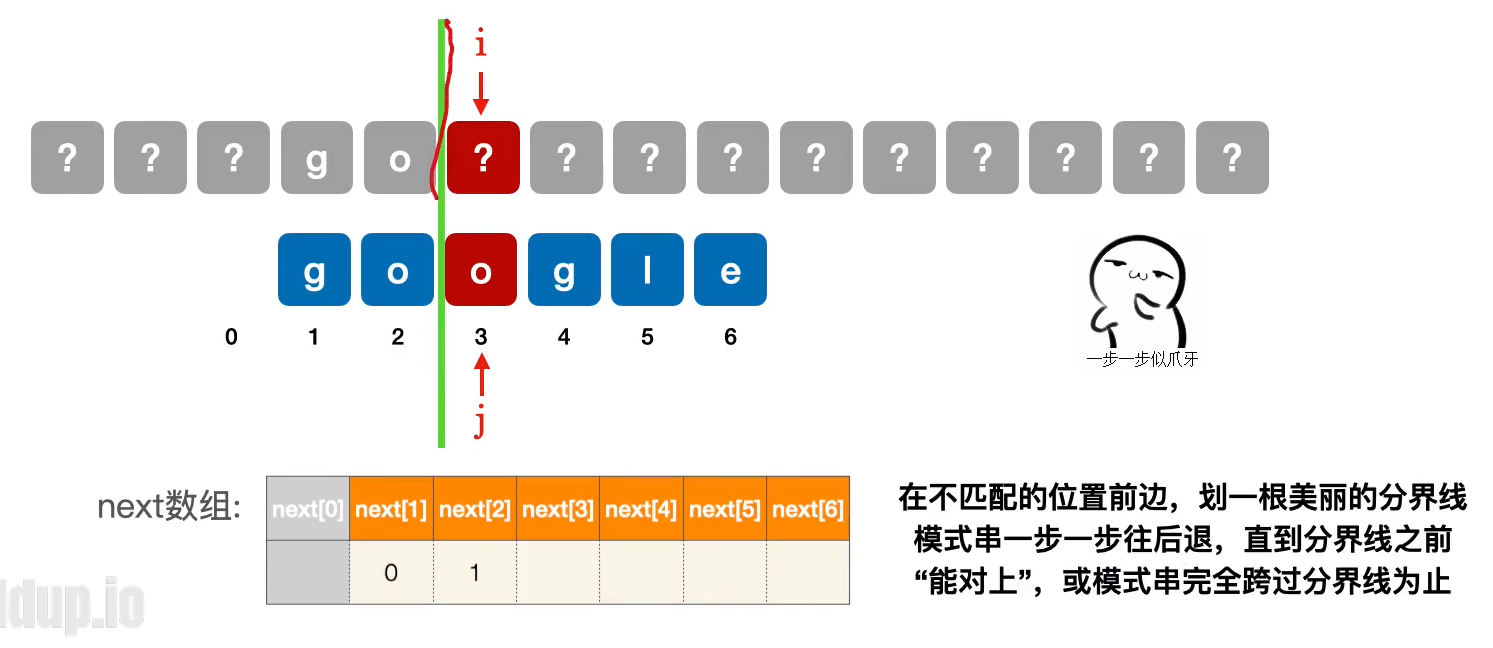 i
? ? ? g o ? ? ? ? ? ? ? ? ? ?
g o o g l e
0 1 2 3 4 5 6
j
一步一步似爪牙
next数组:
next[0] next[1] next[2] next[3] next[4] next[5] next[6]
0 1
在不匹配的位置前边，划一根美丽的分界线
模式串一步一步往后退，直到分界线之前
“能对上”，或模式串完全跨过分界线为止
ldup.io